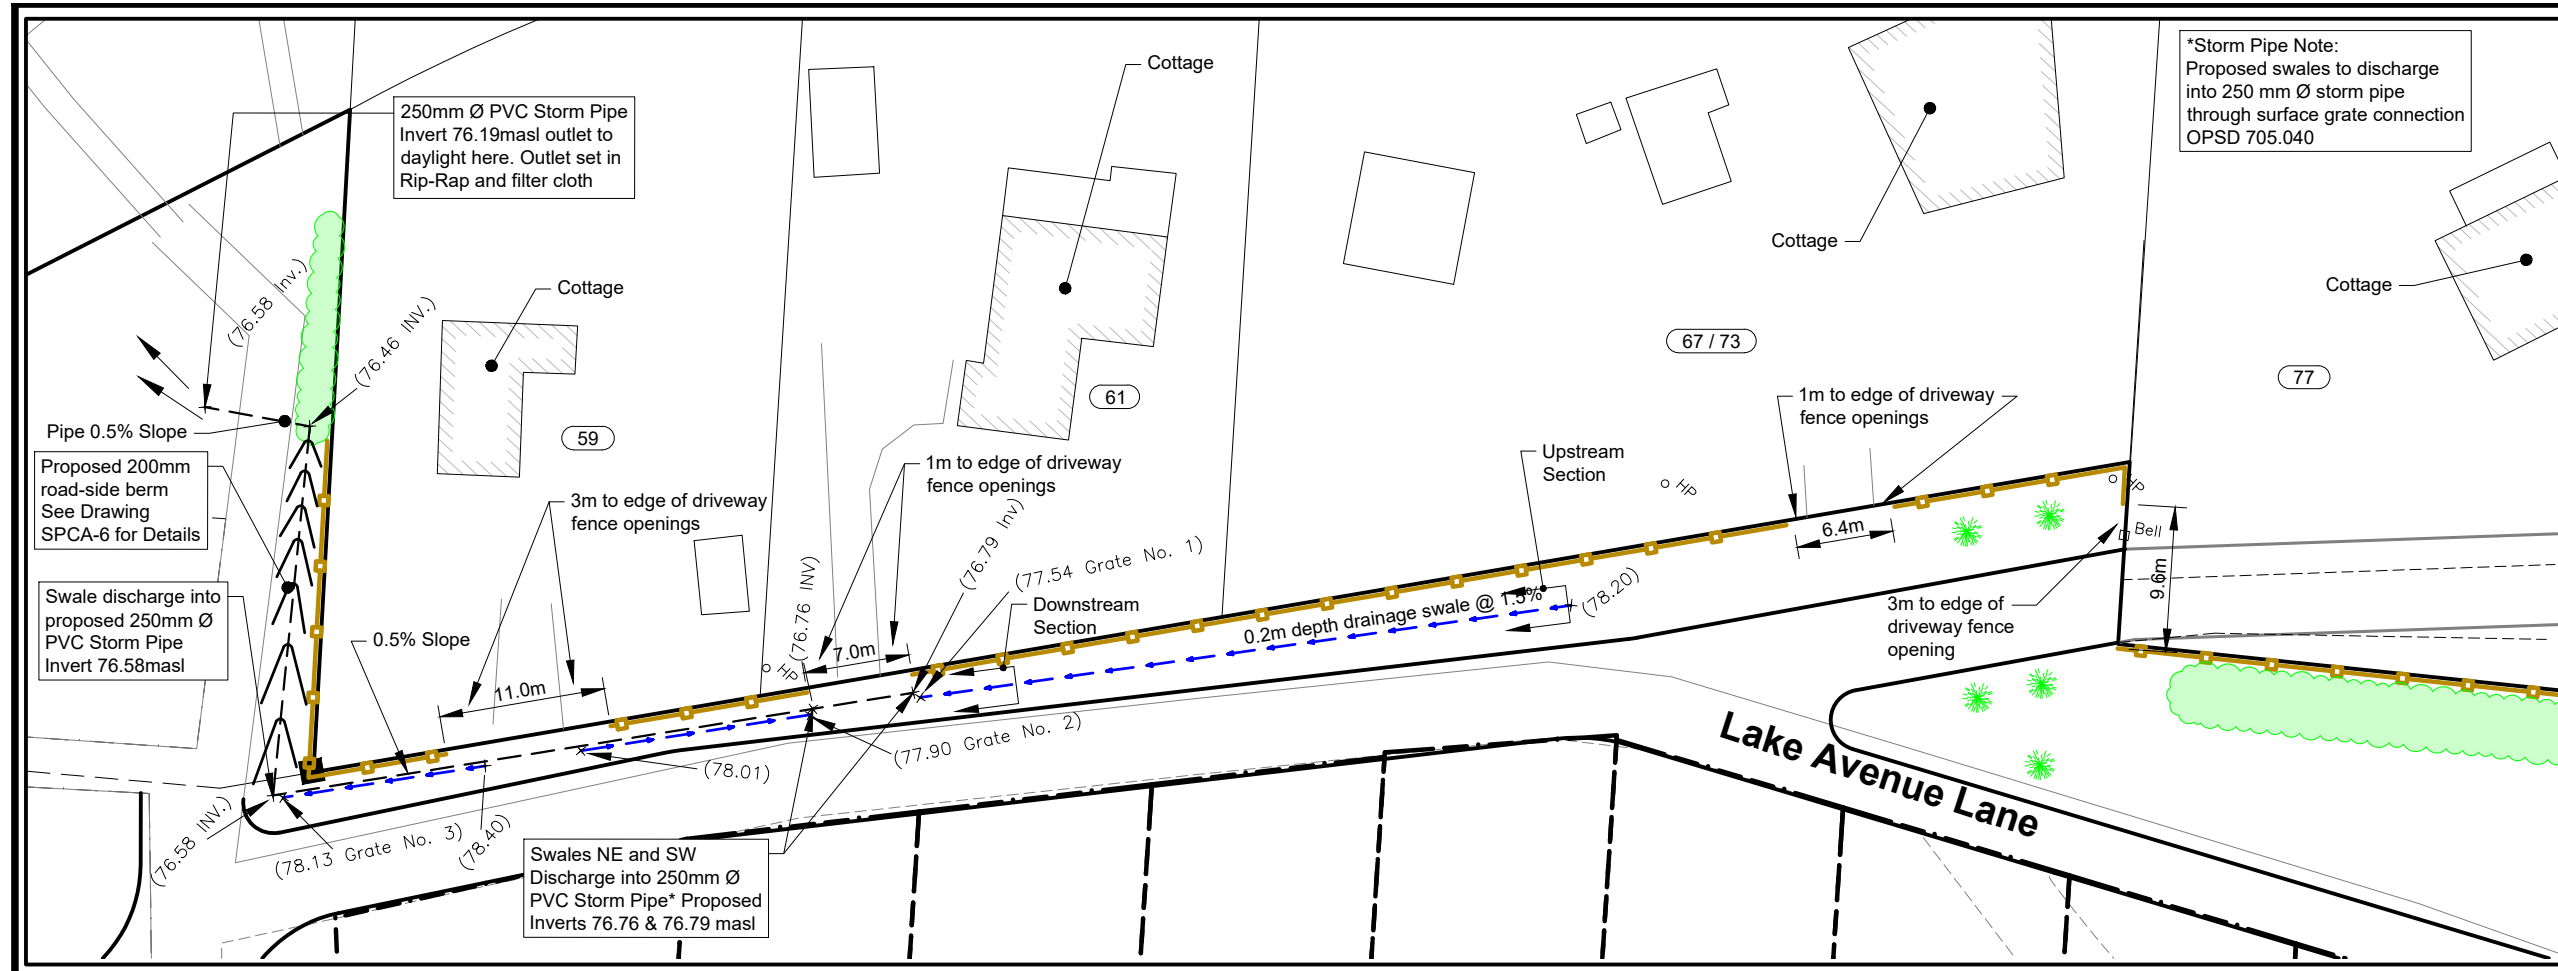 Cottage
*Storm Pipe Note:
Proposed swales to discharge
into 250 mm Ø storm pipe
through surface grate connection
OPSD 705.040
250mm Ø PVC Storm Pipe
Invert 76.19masl outlet to
daylight here. Outlet set in
Rip-Rap and filter cloth
Cottage
Cottage
Cottage
(76.58 Inv.)
(76.46 INV.)
67 / 73
77
61
59
1m to edge of driveway
fence openings
Pipe 0.5% Slope
Proposed 200mm
road-side berm
See Drawing
SPCA-6 for Details
1m to edge of driveway
fence openings
Upstream
Section
HP
HP
3m to edge of driveway
fence openings
(76.79 Inv)
(77.54 Grate No. 1)
6.4m
Bell
9.6m
Swale discharge into
proposed 250mm Ø
PVC Storm Pipe
Invert 76.58masl
0.5% Slope
(76.76 INV)
Downstream
Section
0.2m depth drainage swale @ 1.5%
(78.20)
3m to edge of
driveway fence
opening
HP
7.0m
11.0m
(77.90 Grate No. 2)
(78.01)
Lake Avenue Lane
(76.58 INV.)
(78.13 Grate No. 3)
(78.40)
Swales NE and SW
Discharge into 250mm Ø
PVC Storm Pipe* Proposed
Inverts 76.76 & 76.79 masl